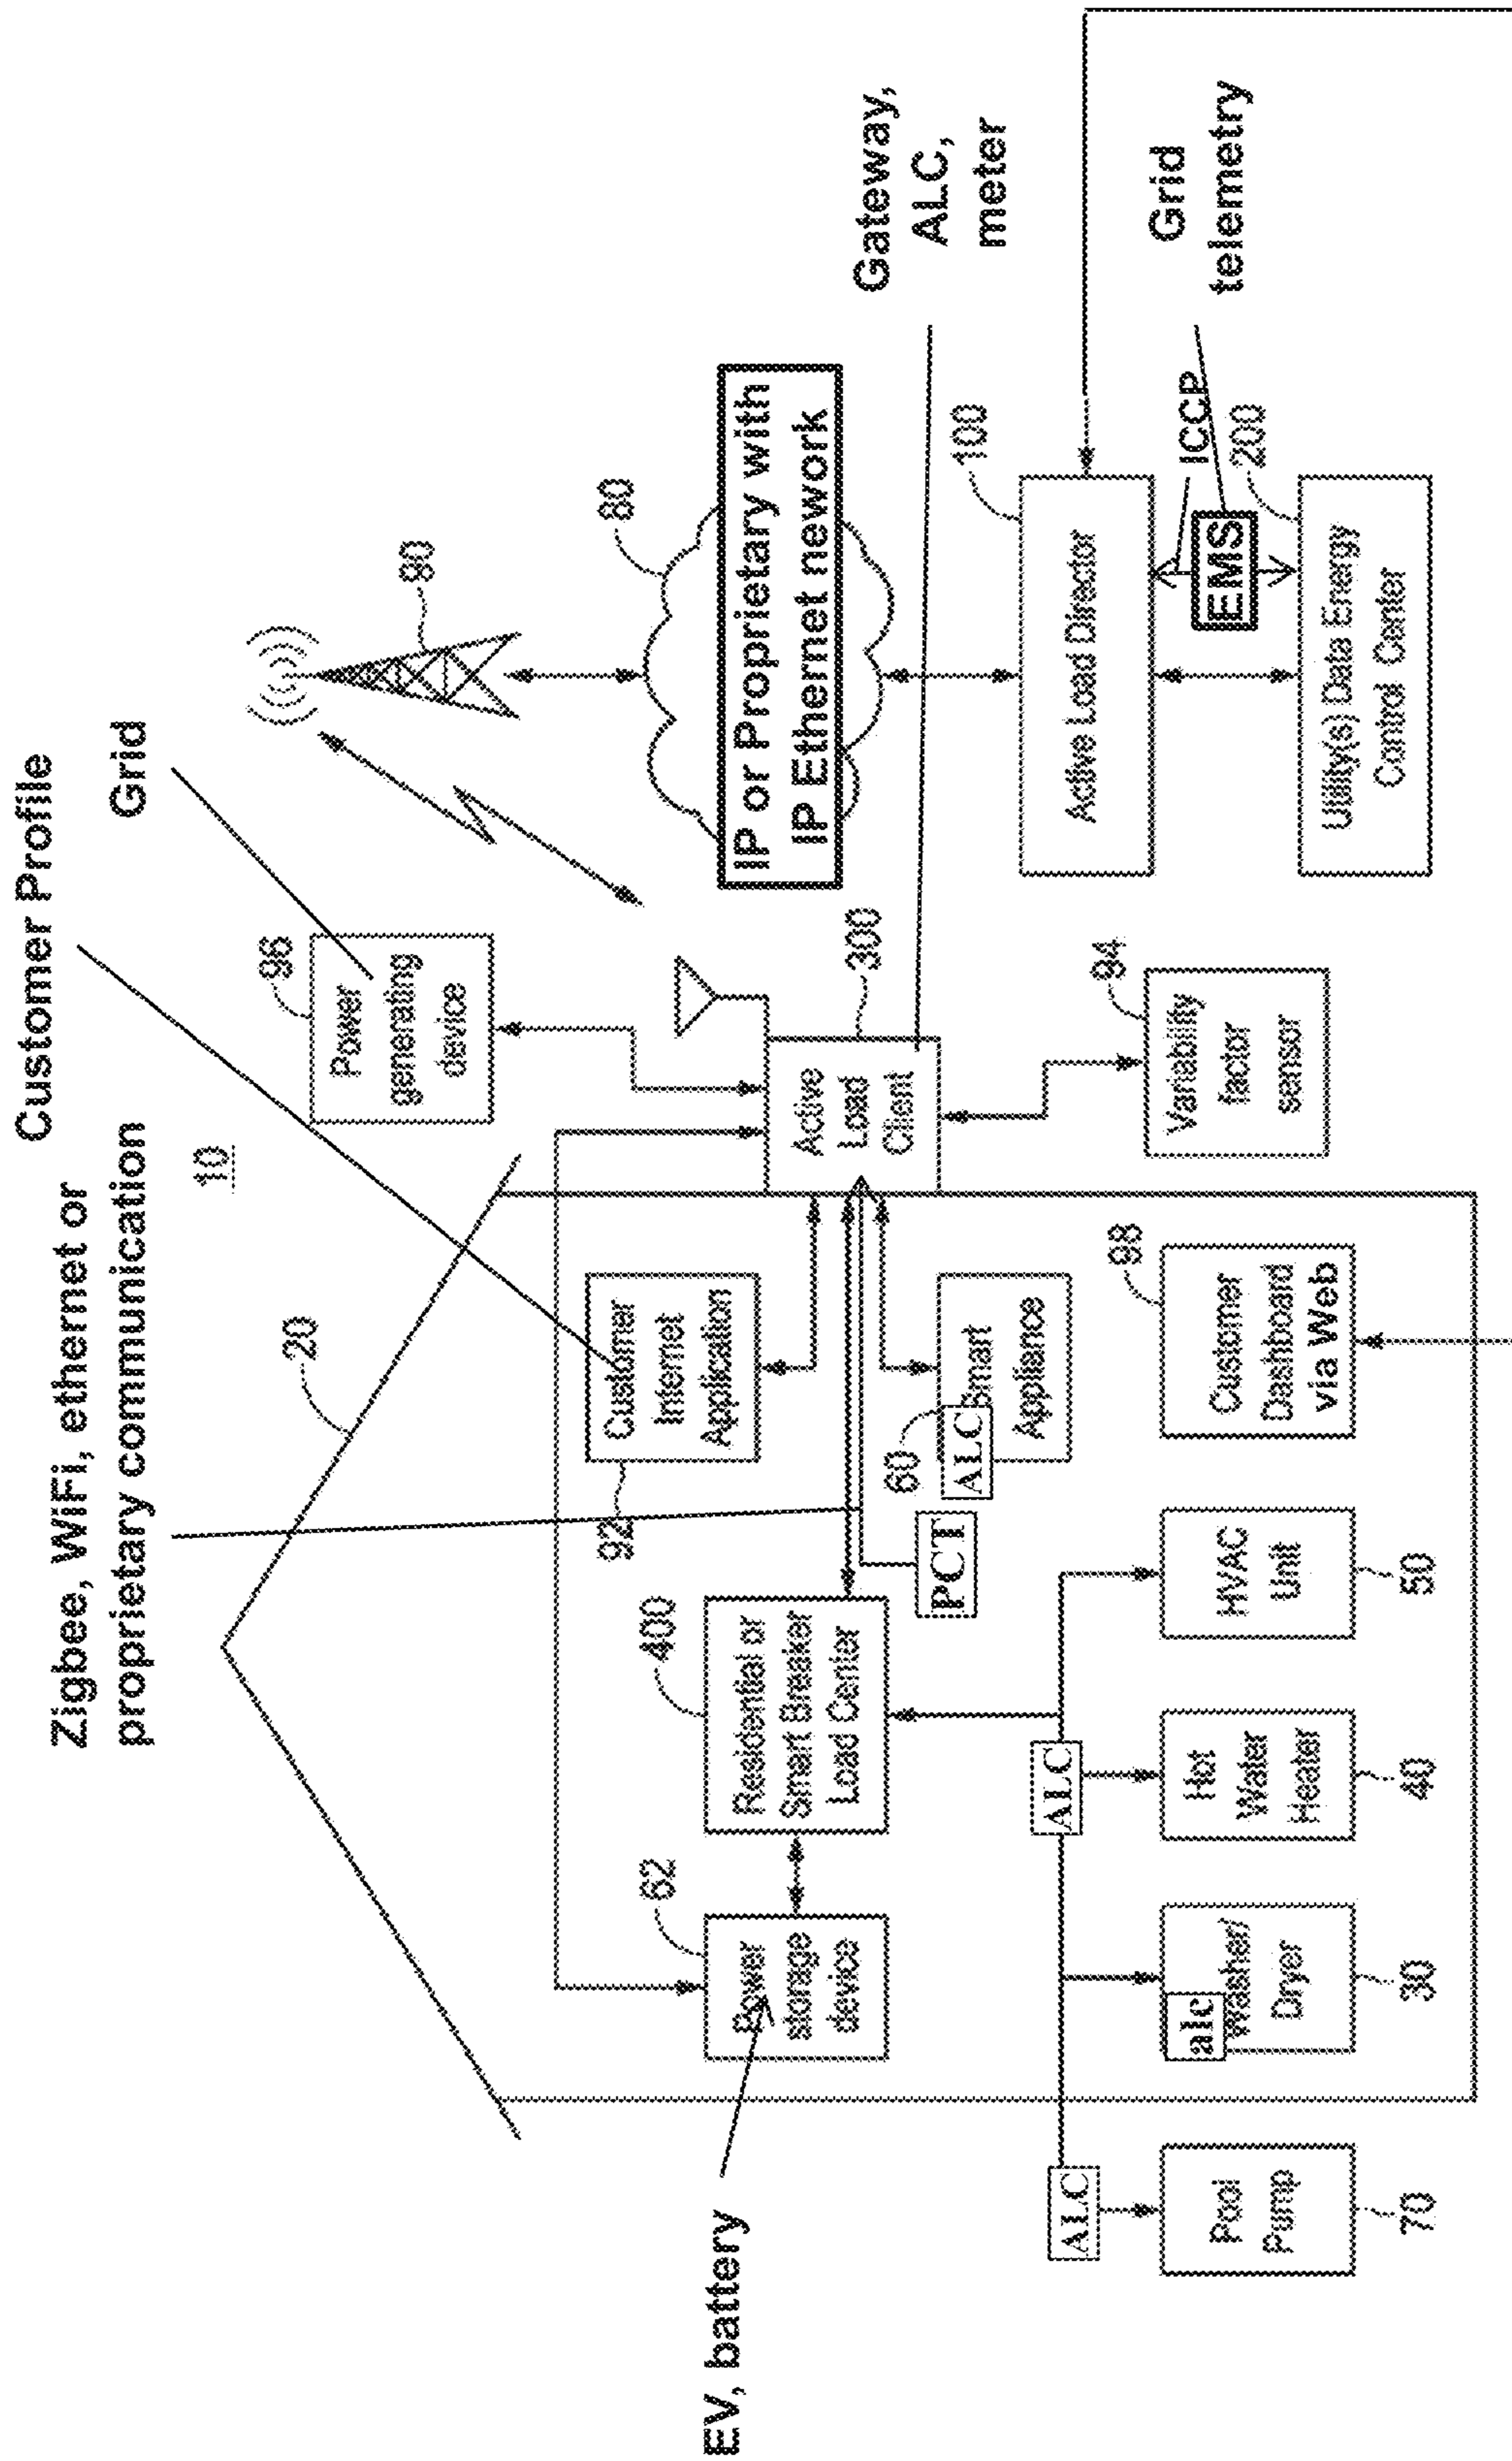 Customer Profile
Grid
Zigbee, WiFi, ethernet or
proprietary communication
10
20
96
Power
generating
device
90
80
IP or Proprietary with
IP Ethernet nework
Gateway,
ALC,
meter
300
Active
Load
Client
92
Customer
Internet
Application
400
Residential or
Smart Breaker
Load Center
62
Power
storage
device
EV, battery
PCT
60
ALC
Smart
Appliance
100
Active Load Director
ICCP
EMS
Grid
telemetry
200
Utility(s) Data Energy
Control Center
94
Variability
factor
sensor
98
Customer
Dashboard
via Web
ALC
ALC
HVAC
Unit
50
Hot
Water
Heater
40
alc
Washer/
Dryer
30
Pool
Pump
70